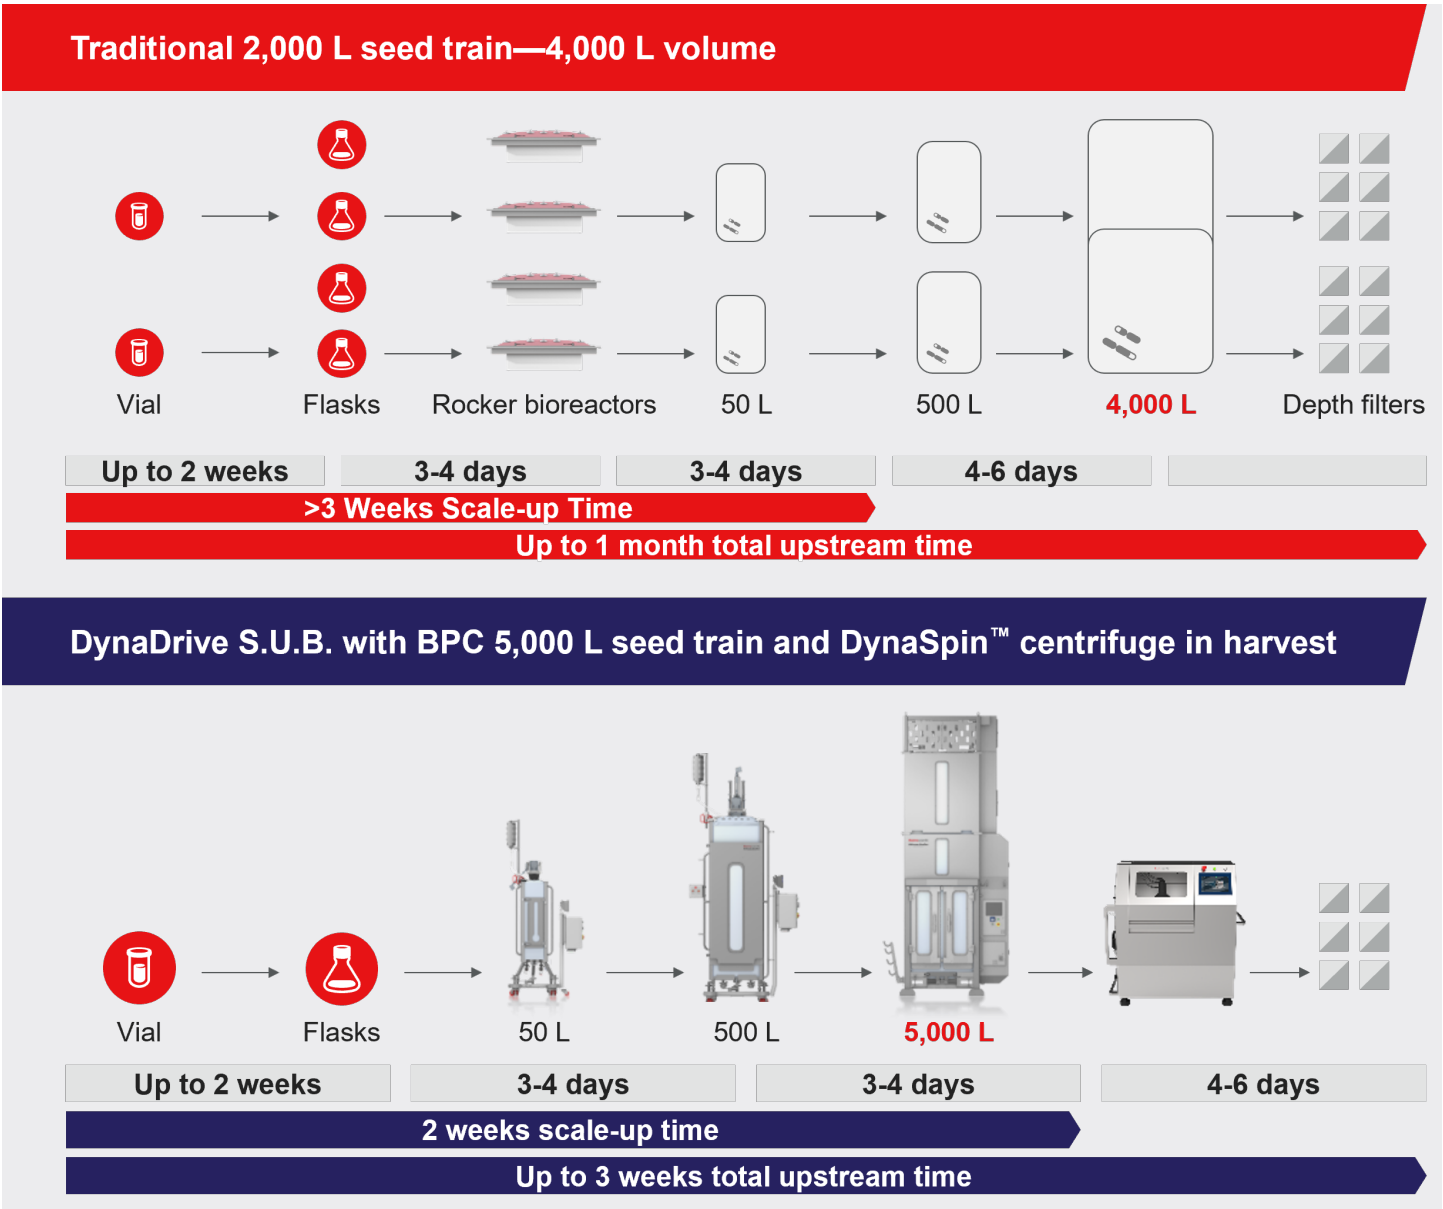 Traditional 2,000 L seed train—4,000 L volume
Vial
Flasks
Rocker bioreactors
50 L
500 L
4,000 L
Depth filters
Up to 2 weeks
3-4 days
3-4 days
4-6 days
>3 Weeks Scale-up Time
Up to 1 month total upstream time
DynaDrive S.U.B. with BPC 5,000 L seed train and DynaSpin™ centrifuge in harvest
Vial
Flasks
50 L
500 L
5,000 L
Up to 2 weeks
3-4 days
3-4 days
4-6 days
2 weeks scale-up time
Up to 3 weeks total upstream time